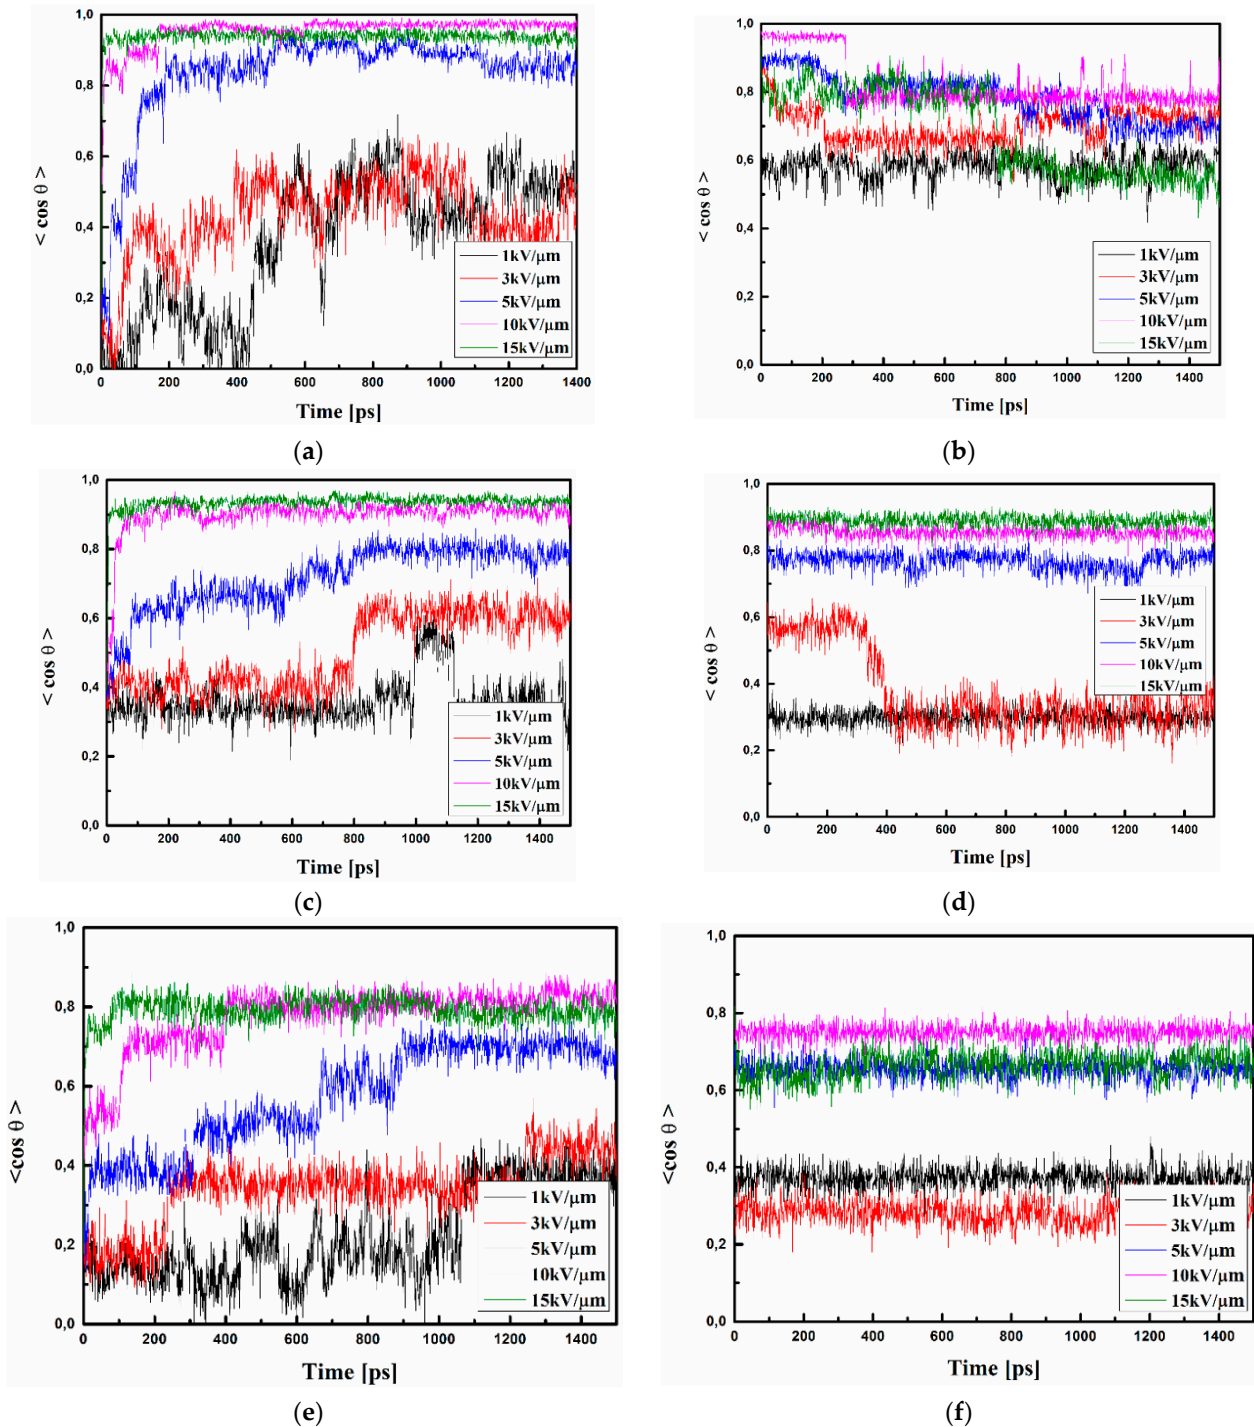 1,0
0,8
0,6
0,4
0,2
0,0
< cos θ >
0 200 400 600 800 1000 1200 1400
Time [ps]
1kV/μm
3kV/μm
5kV/μm
10kV/μm
15kV/μm
(a)
1,0
0,8
0,6
0,4
0,2
0,0
< cos θ >
0 200 400 600 800 1000 1200 1400
Time [ps]
1kV/μm
3kV/μm
5kV/μm
10kV/μm
15kV/μm
(b)
1,0
0,8
0,6
0,4
0,2
0,0
< cos θ >
0 200 400 600 800 1000 1200 1400
Time [ps]
1kV/μm
3kV/μm
5kV/μm
10kV/μm
15kV/μm
(c)
1,0
0,8
0,6
0,4
0,2
0,0
< cos θ >
0 200 400 600 800 1000 1200 1400
Time [ps]
1kV/μm
3kV/μm
5kV/μm
10kV/μm
15kV/μm
(d)
1,0
0,8
0,6
0,4
0,2
0,0
<cos θ >
0 200 400 600 800 1000 1200 1400
Time [ps]
1kV/μm
3kV/μm
5kV/μm
10kV/μm
15kV/μm
(e)
1,0
0,8
0,6
0,4
0,2
0,0
<cos θ >
0 200 400 600 800 1000 1200 1400
Time [ps]
1kV/μm
3kV/μm
5kV/μm
10kV/μm
15kV/μm
(f)